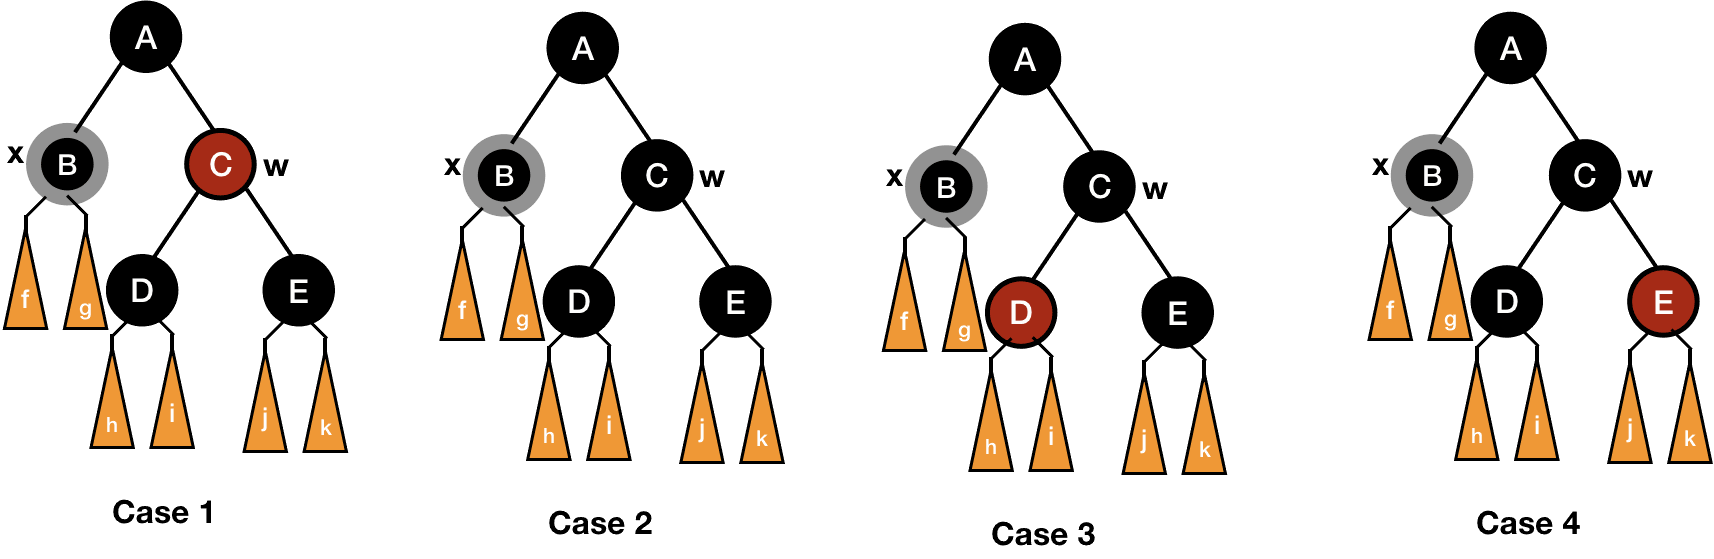 A
x B C w
D E
f g
h i j k
Case 1
A
x B C w
D E
f g
h i j k
Case 2
A
x B C w
D E
f g
h i j k
Case 3
A
x B C w
D E
f g
h i j k
Case 4